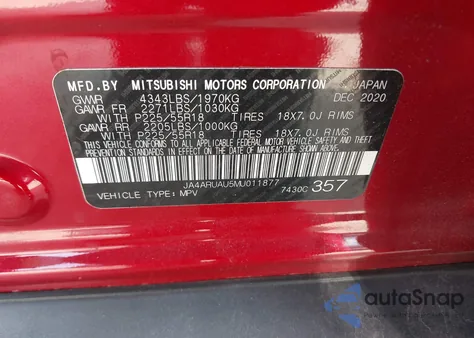 MFD.BY MITSUBISHI MOTORS CORPORATION JAPAN
GVWR 4343LBS/1970KG DEC 2020
GAWR FR 2271LBS/1030KG
WITH P225/55R18 TIRES 18X7.0J RIMS
GAWR RR 2205LBS/1000KG
WITH P225/55R18 TIRES 18X7.0J RIMS
THIS VEHICLE CONFORMS TO ALL APPLICABLE FEDERAL MOTOR VEHICLE SAFETY AND THEFT PREVENTION STANDARDS IN EFFECT ON THE DATE OF MANUFACTURE SHOWN ABOVE.
JA4ARUAU5MU011877
VEHICLE TYPE: MPV 7430C 357
autoSnap